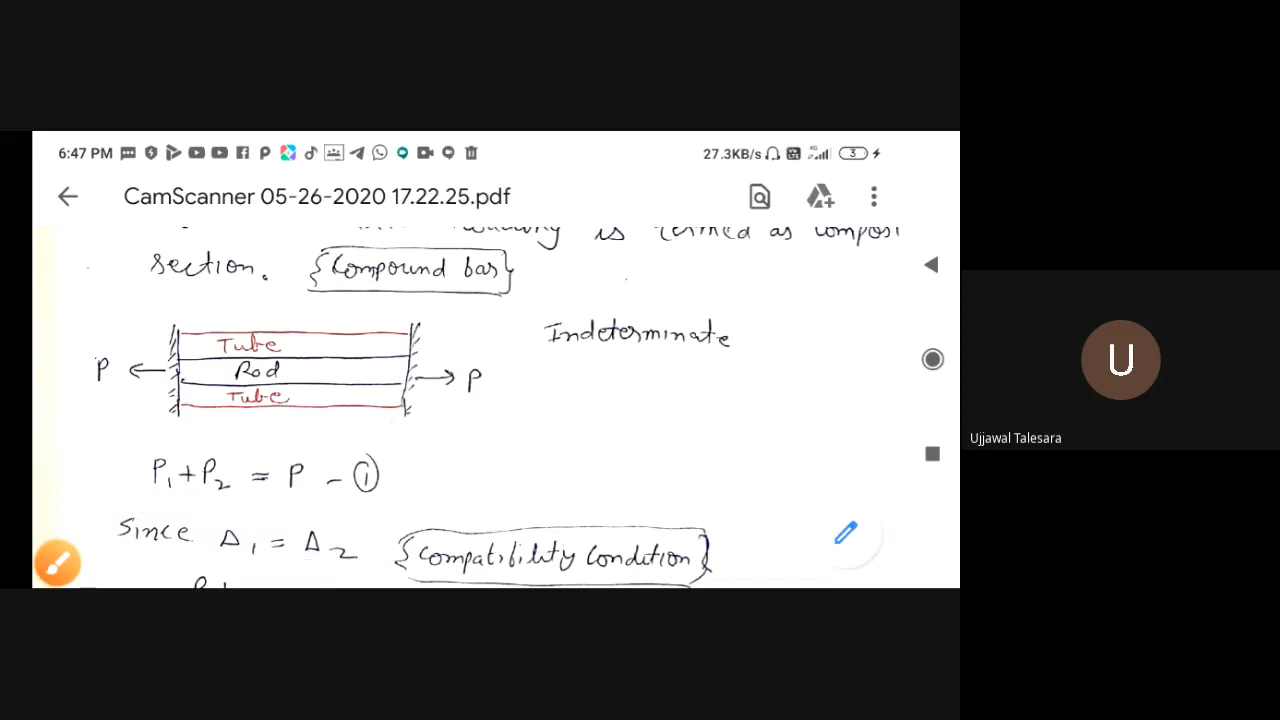 6:47 PM 27.3KB/s 3
CamScanner 05-26-2020 17.22.25.pdf
is termed as composi
section. {Compound bar}
Indeterminate
Tube
P Rod P
Tube
P₁+P₂ = P - ①
Since Δ₁ = Δ₂ {Compatibility Condition}
U
Ujjawal Talesara